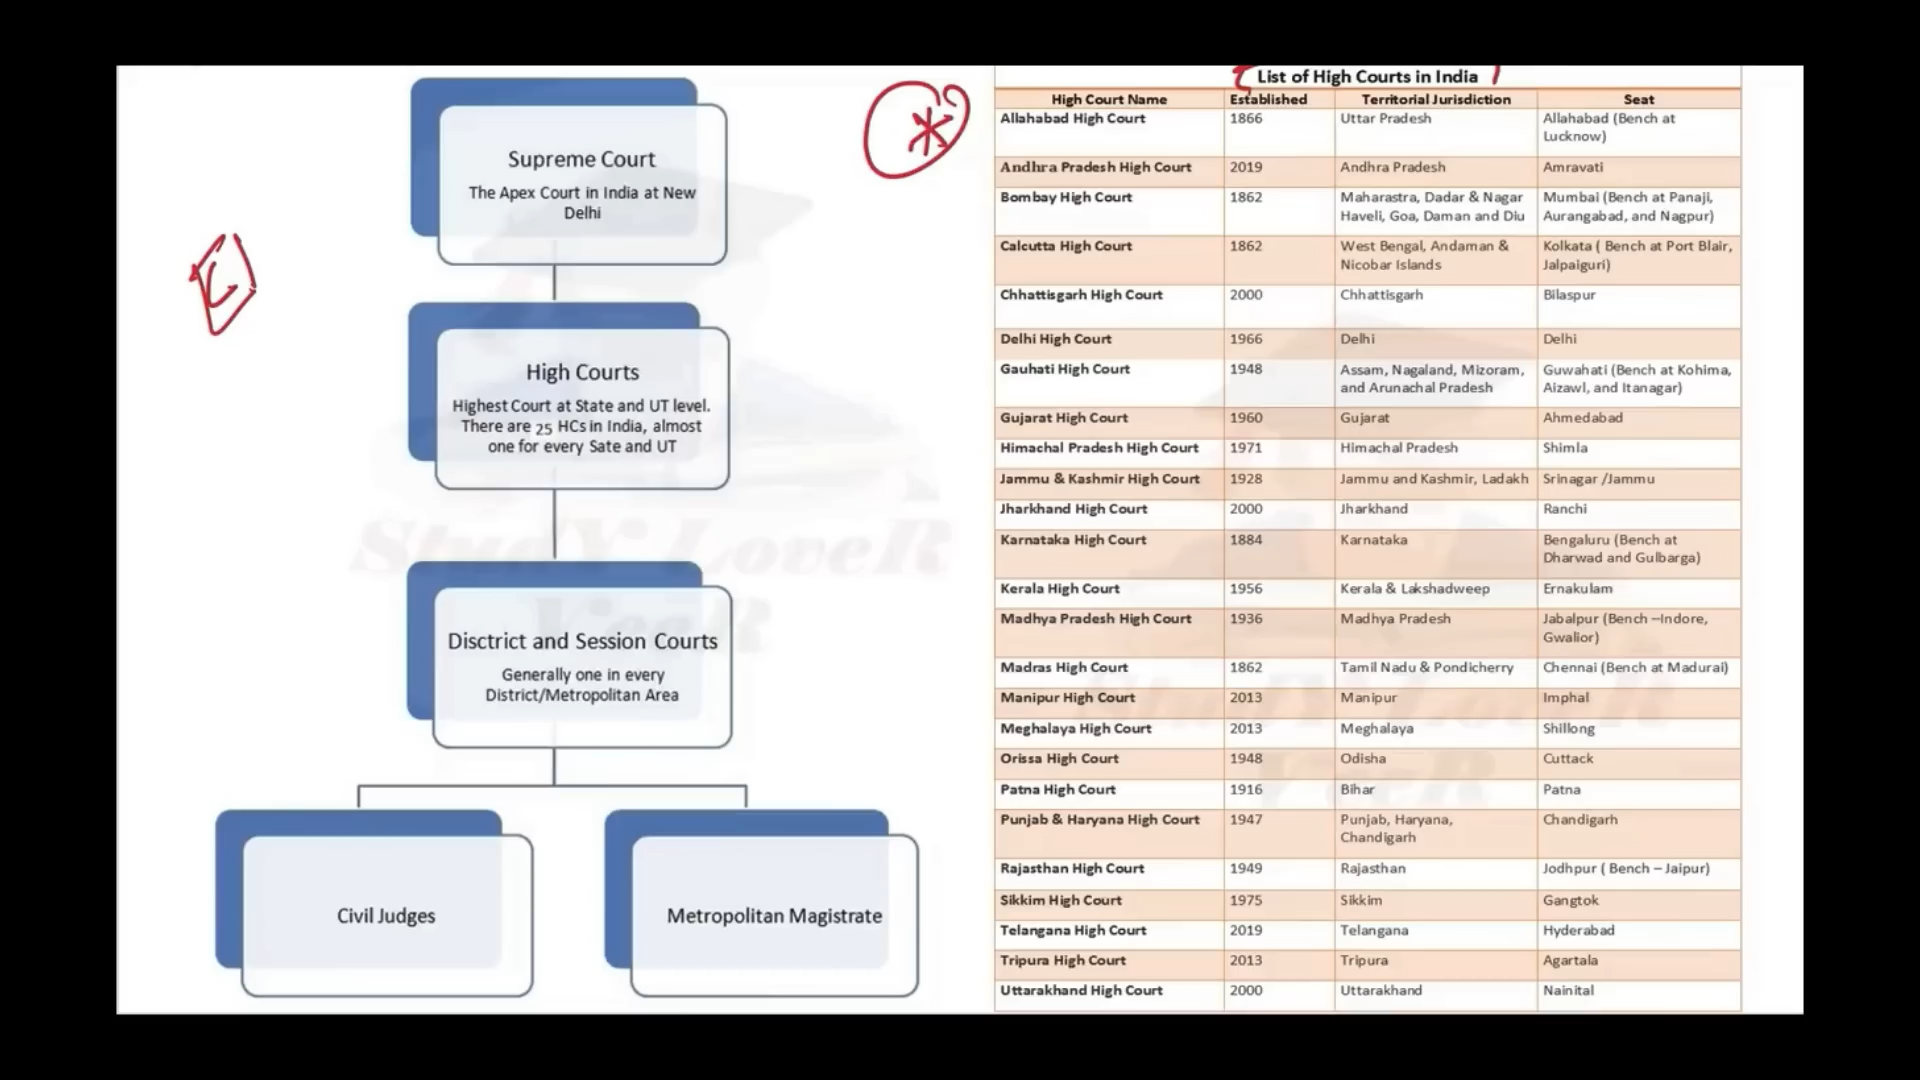 Supreme Court
The Apex Court in India at New
Delhi
High Courts
Highest Court at State and UT level.
There are 25 HCs in India, almost
one for every Sate and UT
Disctrict and Session Courts
Generally one in every
District/Metropolitan Area
Civil Judges
Metropolitan Magistrate
StudY LoveR
VeeR
List of High Courts in India
High Court Name Established Territorial Jurisdiction Seat
Allahabad High Court 1866 Uttar Pradesh Allahabad (Bench at
Lucknow)
Andhra Pradesh High Court 2019 Andhra Pradesh Amravati
Bombay High Court 1862 Maharastra, Dadar & Nagar Mumbai (Bench at Panaji,
Haveli, Goa, Daman and Diu Aurangabad, and Nagpur)
Calcutta High Court 1862 West Bengal, Andaman & Kolkata ( Bench at Port Blair,
Nicobar Islands Jalpaiguri)
Chhattisgarh High Court 2000 Chhattisgarh Bilaspur
Delhi High Court 1966 Delhi Delhi
Gauhati High Court 1948 Assam, Nagaland, Mizoram, Guwahati (Bench at Kohima,
and Arunachal Pradesh Aizawl, and Itanagar)
Gujarat High Court 1960 Gujarat Ahmedabad
Himachal Pradesh High Court 1971 Himachal Pradesh Shimla
Jammu & Kashmir High Court 1928 Jammu and Kashmir, Ladakh Srinagar /Jammu
Jharkhand High Court 2000 Jharkhand Ranchi
Karnataka High Court 1884 Karnataka Bengaluru (Bench at
Dharwad and Gulbarga)
Kerala High Court 1956 Kerala & Lakshadweep Ernakulam
Madhya Pradesh High Court 1936 Madhya Pradesh Jabalpur (Bench –Indore,
Gwalior)
Madras High Court 1862 Tamil Nadu & Pondicherry Chennai (Bench at Madurai)
Manipur High Court 2013 Manipur Imphal
Meghalaya High Court 2013 Meghalaya Shillong
Orissa High Court 1948 Odisha Cuttack
Patna High Court 1916 Bihar Patna
Punjab & Haryana High Court 1947 Punjab, Haryana, Chandigarh
Chandigarh
Rajasthan High Court 1949 Rajasthan Jodhpur ( Bench – Jaipur)
Sikkim High Court 1975 Sikkim Gangtok
Telangana High Court 2019 Telangana Hyderabad
Tripura High Court 2013 Tripura Agartala
Uttarakhand High Court 2000 Uttarakhand Nainital